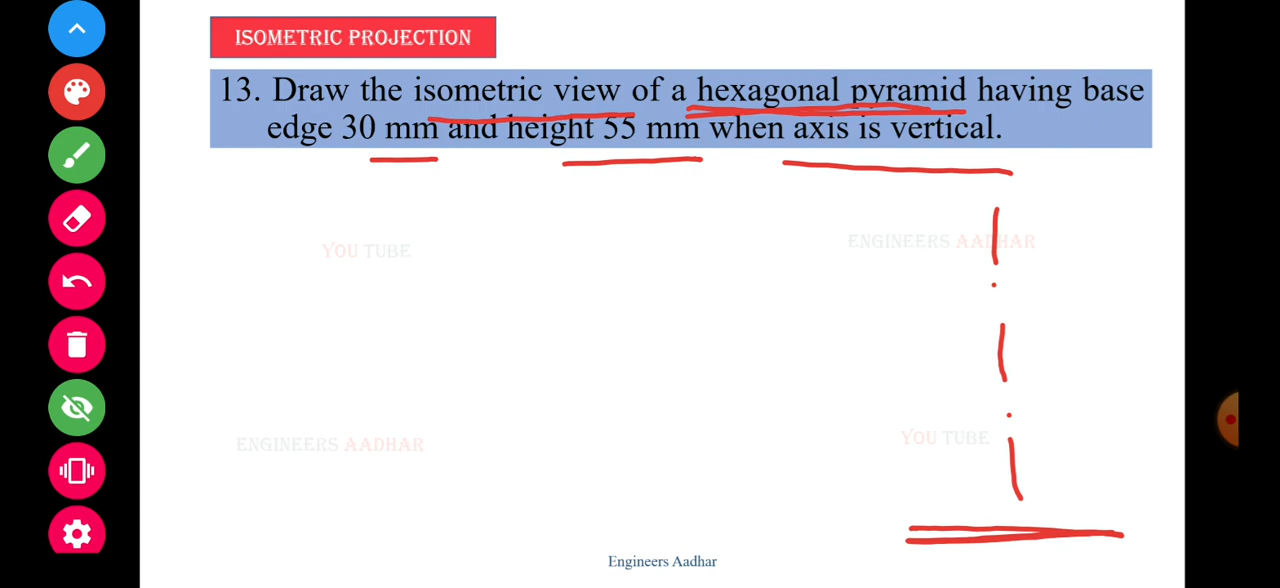 ISOMETRIC PROJECTION
13. Draw the isometric view of a hexagonal pyramid having base
edge 30 mm and height 55 mm when axis is vertical.
YOU TUBE
ENGINEERS AADHAR
ENGINEERS AADHAR
YOU TUBE
Engineers Aadhar